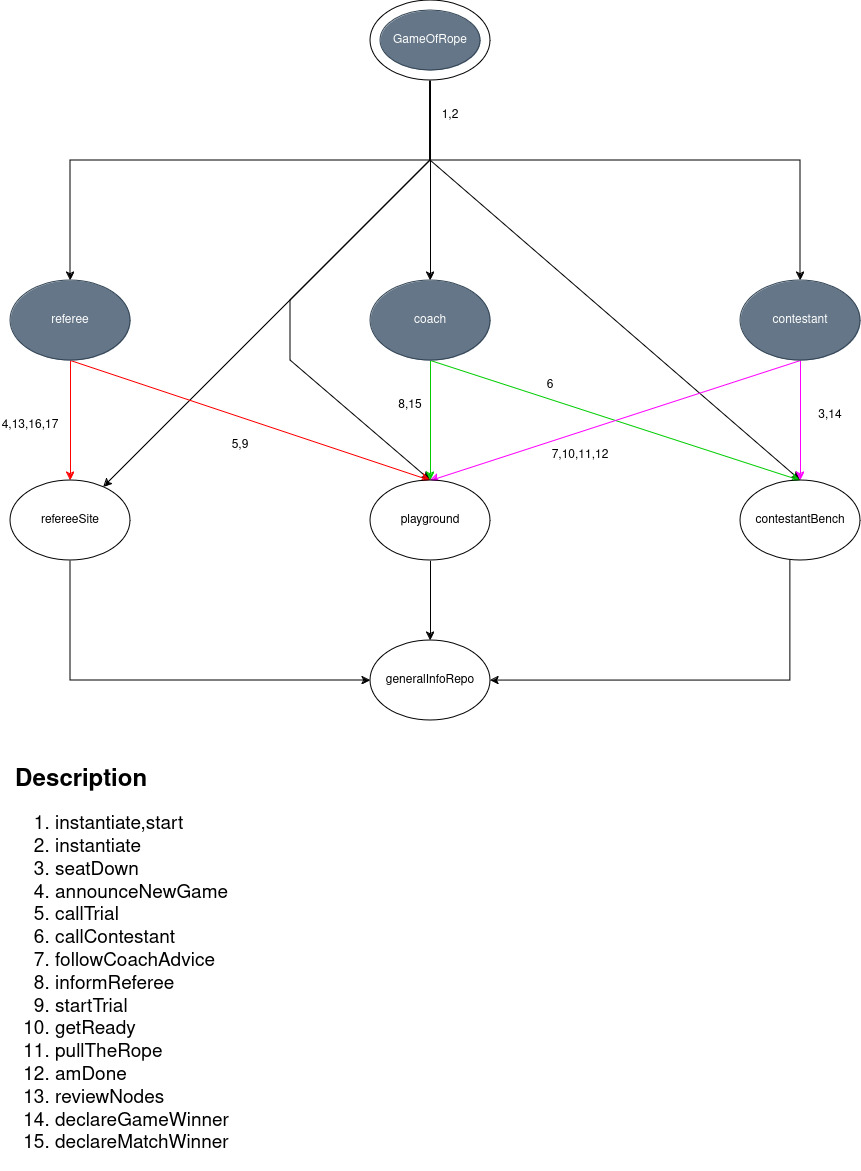 GameOfRope
1,2
referee
coach
contestant
6
8,15
3,14
4,13,16,17
5,9
7,10,11,12
refereeSite
playground
contestantBench
generalInfoRepo
Description
1. instantiate,start
2. instantiate
3. seatDown
4. announceNewGame
5. callTrial
6. callContestant
7. followCoachAdvice
8. informReferee
9. startTrial
10. getReady
11. pullTheRope
12. amDone
13. reviewNodes
14. declareGameWinner
15. declareMatchWinner